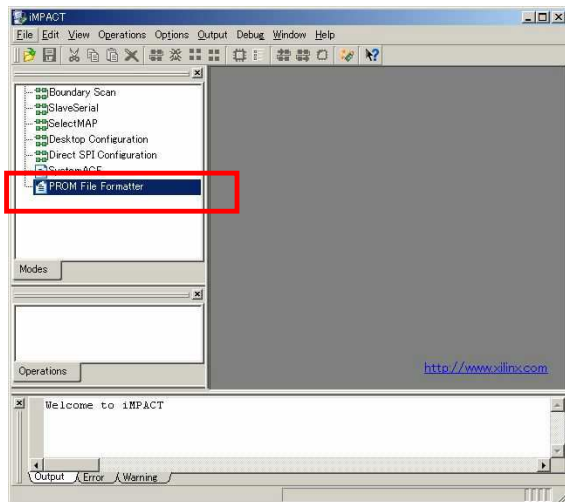 iMPACT
File Edit View Operations Options Output Debug Window Help
Boundary Scan
SlaveSerial
SelectMAP
Desktop Configuration
Direct SPI Configuration
SystemACE
PROM File Formatter
Modes
Operations
http://www.xilinx.com
Welcome to iMPACT
Output Error Warning